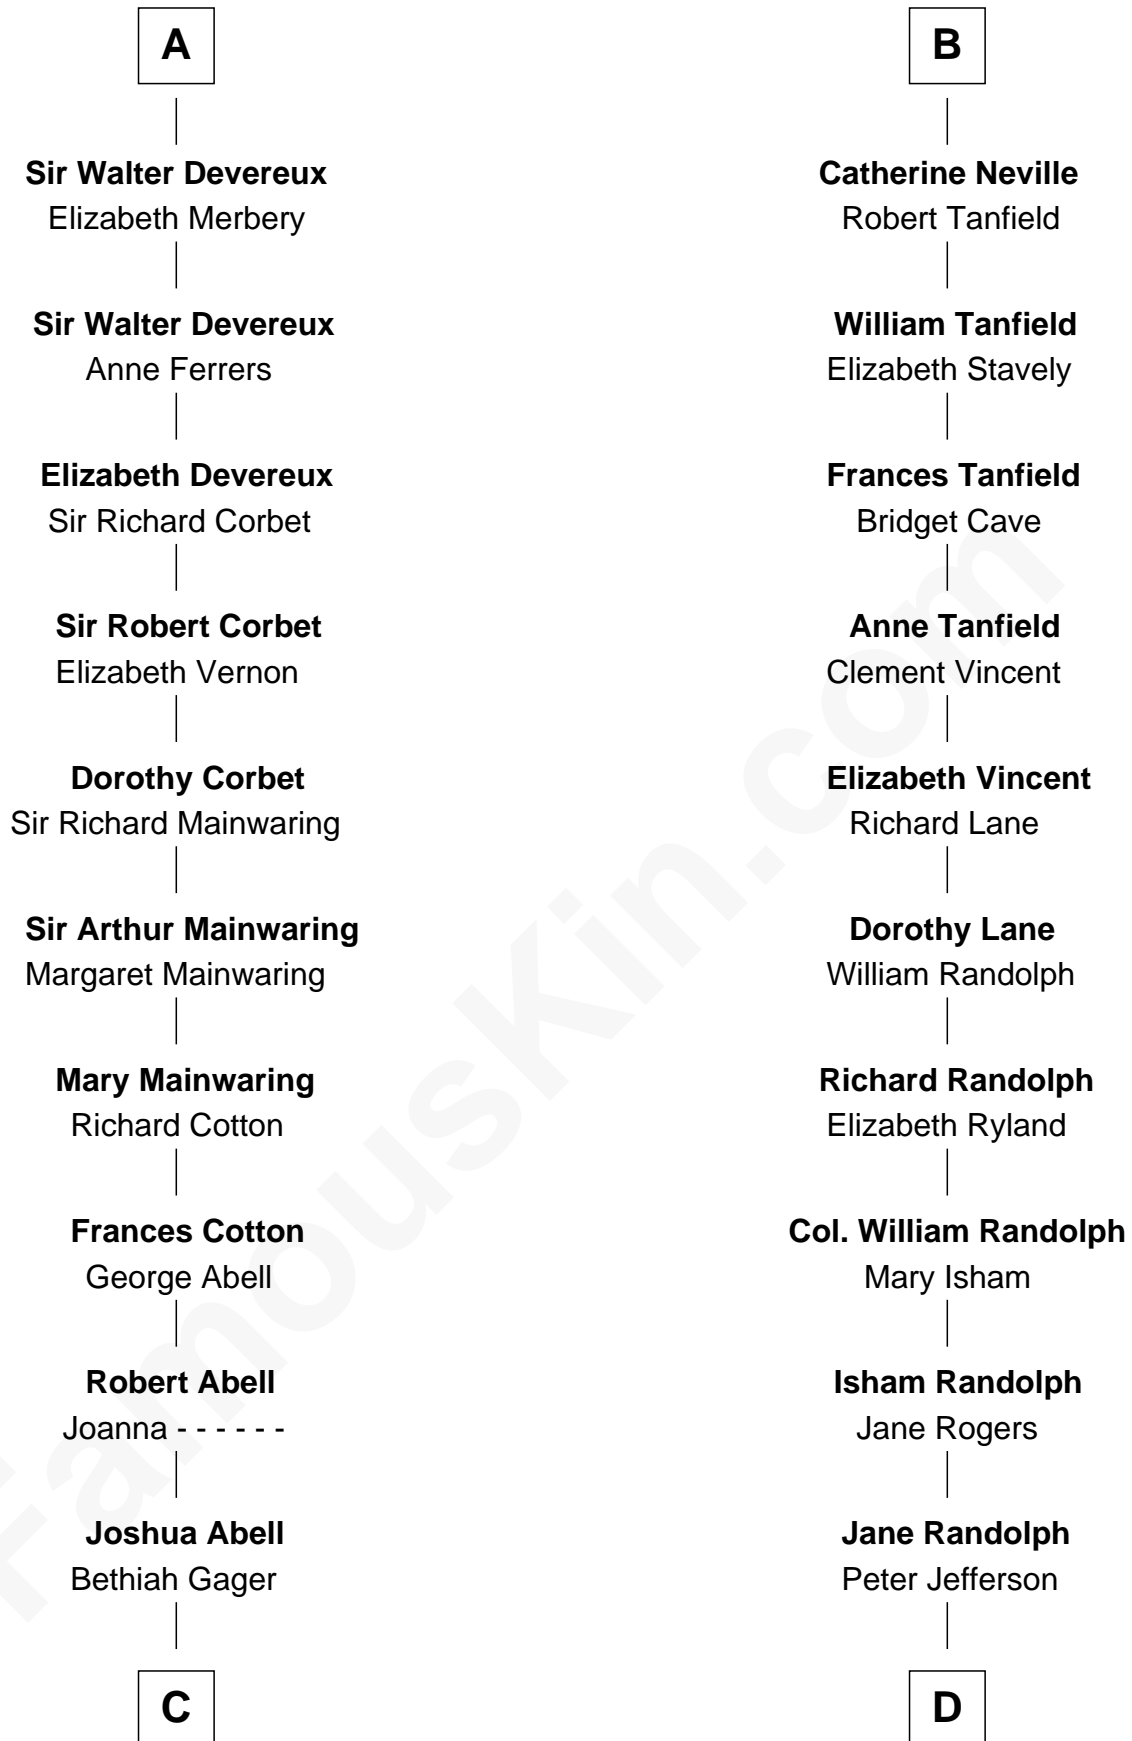 A
Sir Walter Devereux
Elizabeth Merbery
Sir Walter Devereux
Anne Ferrers
Elizabeth Devereux
Sir Richard Corbet
Sir Robert Corbet
Elizabeth Vernon
Dorothy Corbet
Sir Richard Mainwaring
Sir Arthur Mainwaring
Margaret Mainwaring
Mary Mainwaring
Richard Cotton
Frances Cotton
George Abell
Robert Abell
Joanna - - - - - -
Joshua Abell
Bethiah Gager
C
B
Catherine Neville
Robert Tanfield
William Tanfield
Elizabeth Stavely
Frances Tanfield
Bridget Cave
Anne Tanfield
Clement Vincent
Elizabeth Vincent
Richard Lane
Dorothy Lane
William Randolph
Richard Randolph
Elizabeth Ryland
Col. William Randolph
Mary Isham
Isham Randolph
Jane Rogers
Jane Randolph
Peter Jefferson
D
FamousKin.com